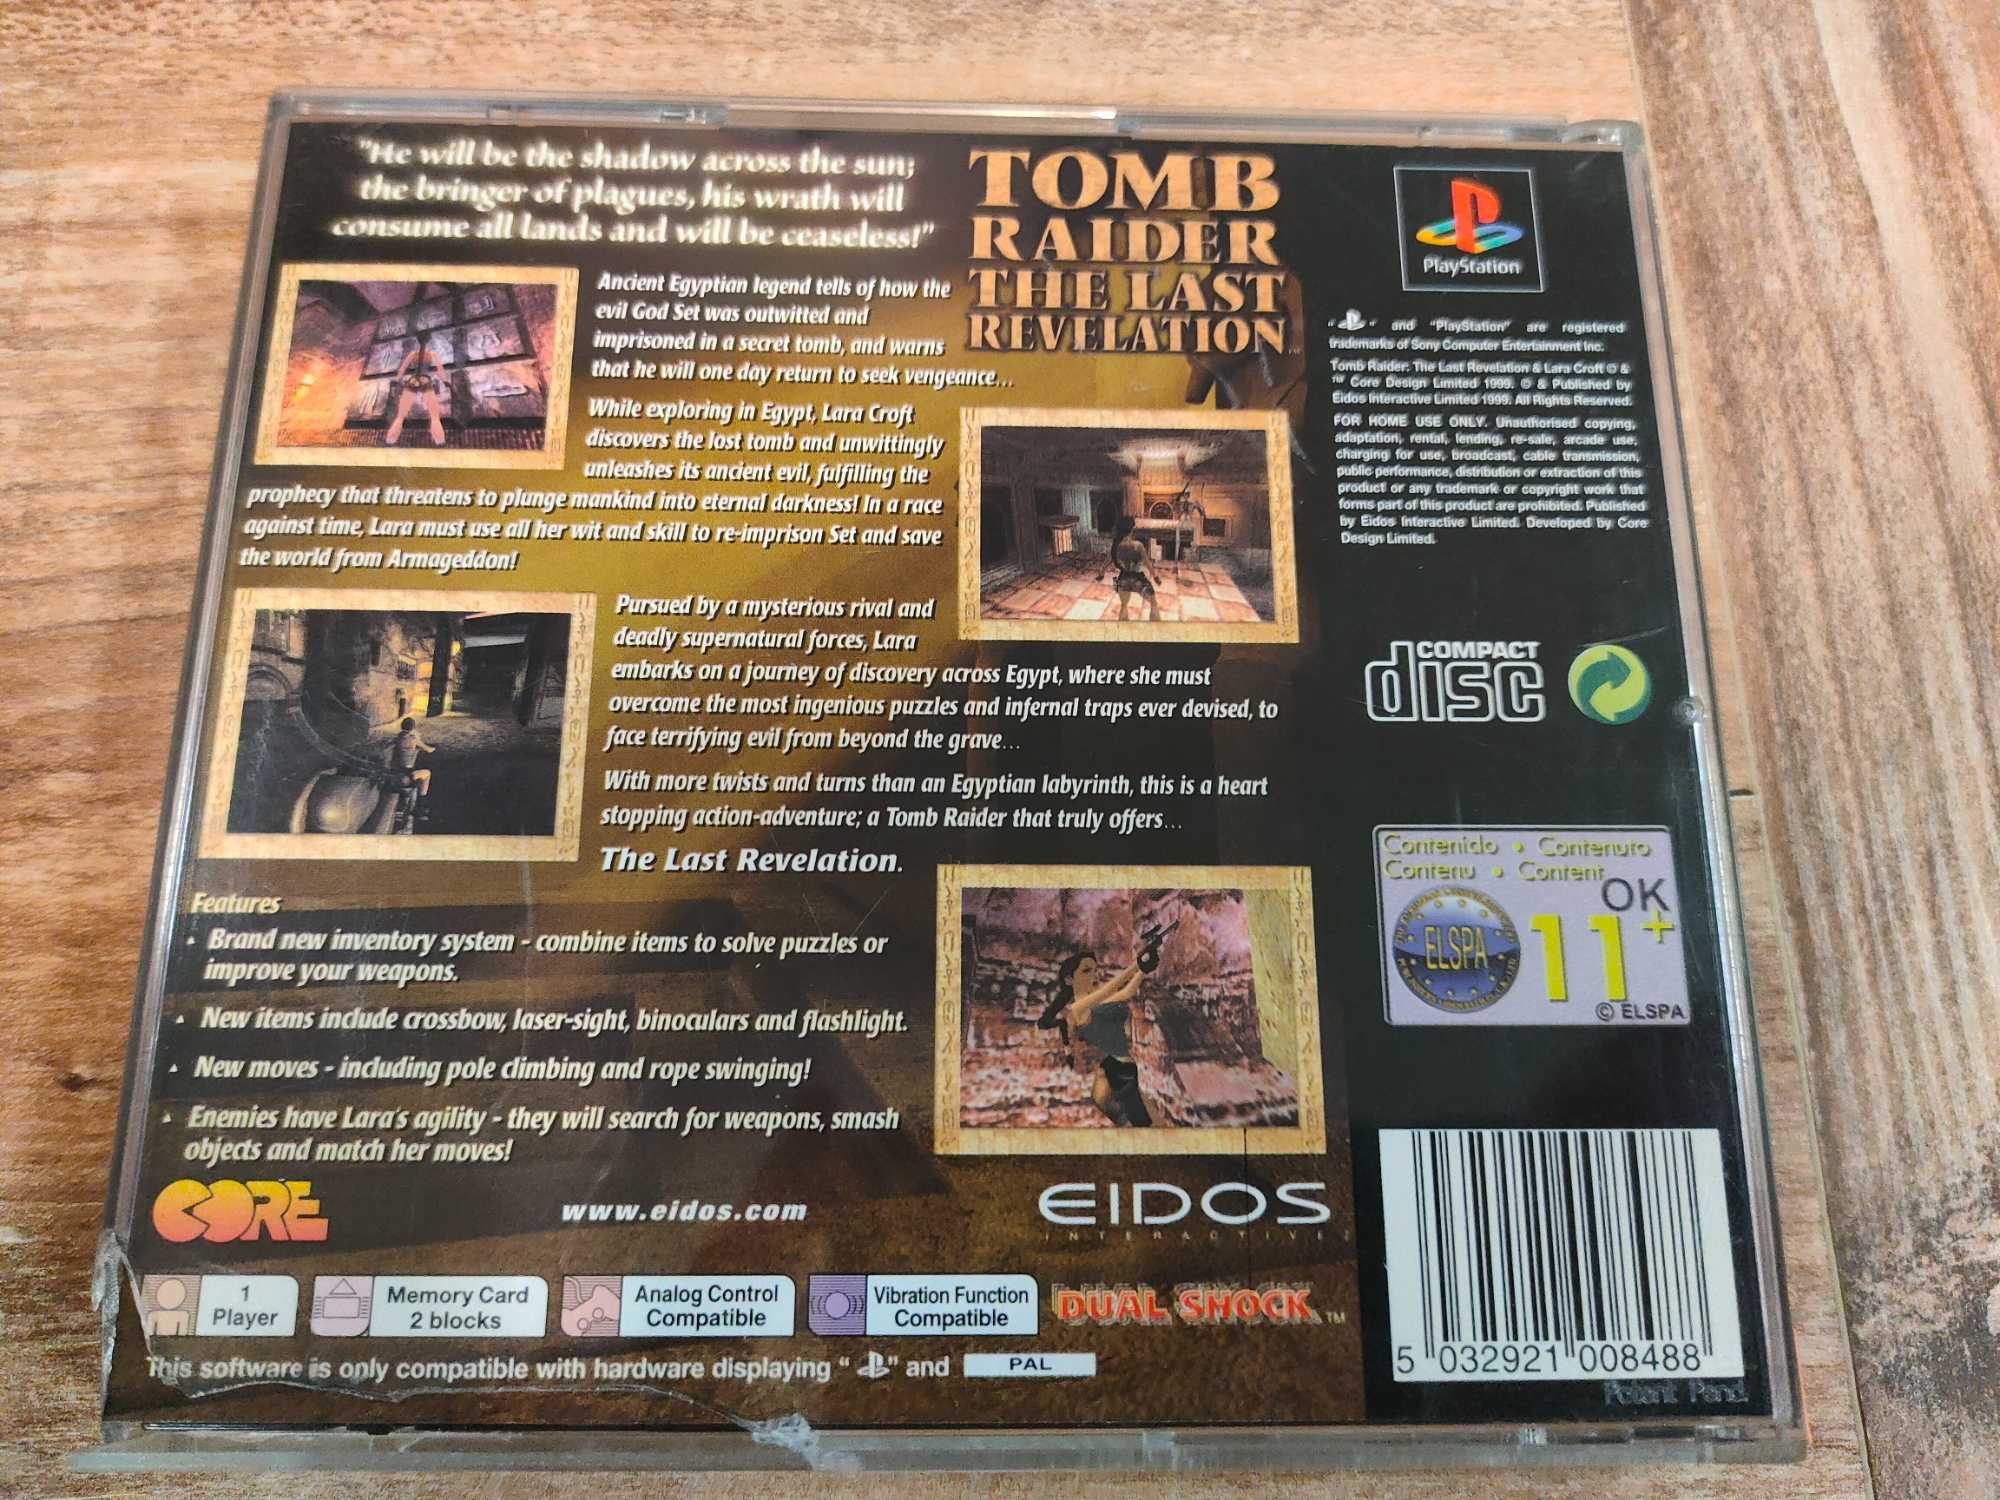 "He will be the shadow across the sun;
the bringer of plagues, his wrath will
consume all lands and will be ceaseless!"
TOMB
RAIDER
THE LAST
REVELATION
Ancient Egyptian legend tells of how the
evil God Set was outwitted and
imprisoned in a secret tomb, and warns
that he will one day return to seek vengeance...
While exploring in Egypt, Lara Croft
discovers the lost tomb and unwittingly
unleashes its ancient evil, fulfilling the
prophecy that threatens to plunge mankind into eternal darkness! In a race
against time, Lara must use all her wit and skill to re-imprison Set and save
the world from Armageddon!
Pursued by a mysterious rival and
deadly supernatural forces, Lara
embarks on a journey of discovery across Egypt, where she must
overcome the most ingenious puzzles and infernal traps ever devised, to
face terrifying evil from beyond the grave...
With more twists and turns than an Egyptian labyrinth, this is a heart
stopping action-adventure; a Tomb Raider that truly offers...
The Last Revelation.
Features
Brand new inventory system - combine items to solve puzzles or
improve your weapons.
New items include crossbow, laser-sight, binoculars and flashlight.
New moves - including pole climbing and rope swinging!
Enemies have Lara's agility - they will search for weapons, smash
objects and match her moves!
CORE
www.eidos.com
EIDOS
INTERACTIVE
1
Player
Memory Card
2 blocks
Analog Control
Compatible
Vibration Function
Compatible
DUAL SHOCK™
This software is only compatible with hardware displaying " " and PAL
PlayStation
" " and "PlayStation" are registered
trademarks of Sony Computer Entertainment Inc.
Tomb Raider: The Last Revelation & Lara Croft © &
™ Core Design Limited 1999. © & Published by
Eidos Interactive Limited 1999. All Rights Reserved.
FOR HOME USE ONLY. Unauthorised copying,
adaptation, rental, lending, re-sale, arcade use,
charging for use, broadcast, cable transmission,
public performance, distribution or extraction of this
product or any trademark or copyright work that
forms part of this product are prohibited. Published
by Eidos Interactive Limited. Developed by Core
Design Limited.
COMPACT
disc
Contenido • Contenuto
Contenu • Content
OK
ELSPA
11+
© ELSPA
5 032921 008488
Patent Pend.